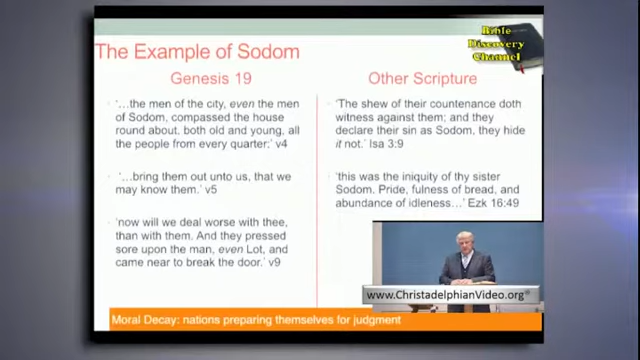 Bible
Discovery
Channel
The Example of Sodom
Genesis 19
'...the men of the city, even the men
of Sodom, compassed the house
round about, both old and young, all
the people from every quarter:' v4
'...bring them out unto us, that we
may know them.' v5
'now will we deal worse with thee,
than with them. And they pressed
sore upon the man, even Lot, and
came near to break the door.' v9
Other Scripture
'The shew of their countenance doth
witness against them; and they
declare their sin as Sodom, they hide
it not.' Isa 3:9
'this was the iniquity of thy sister
Sodom. Pride, fulness of bread, and
abundance of idleness...' Ezk 16:49
www.ChristadelphianVideo.org
Moral Decay: nations preparing themselves for judgment